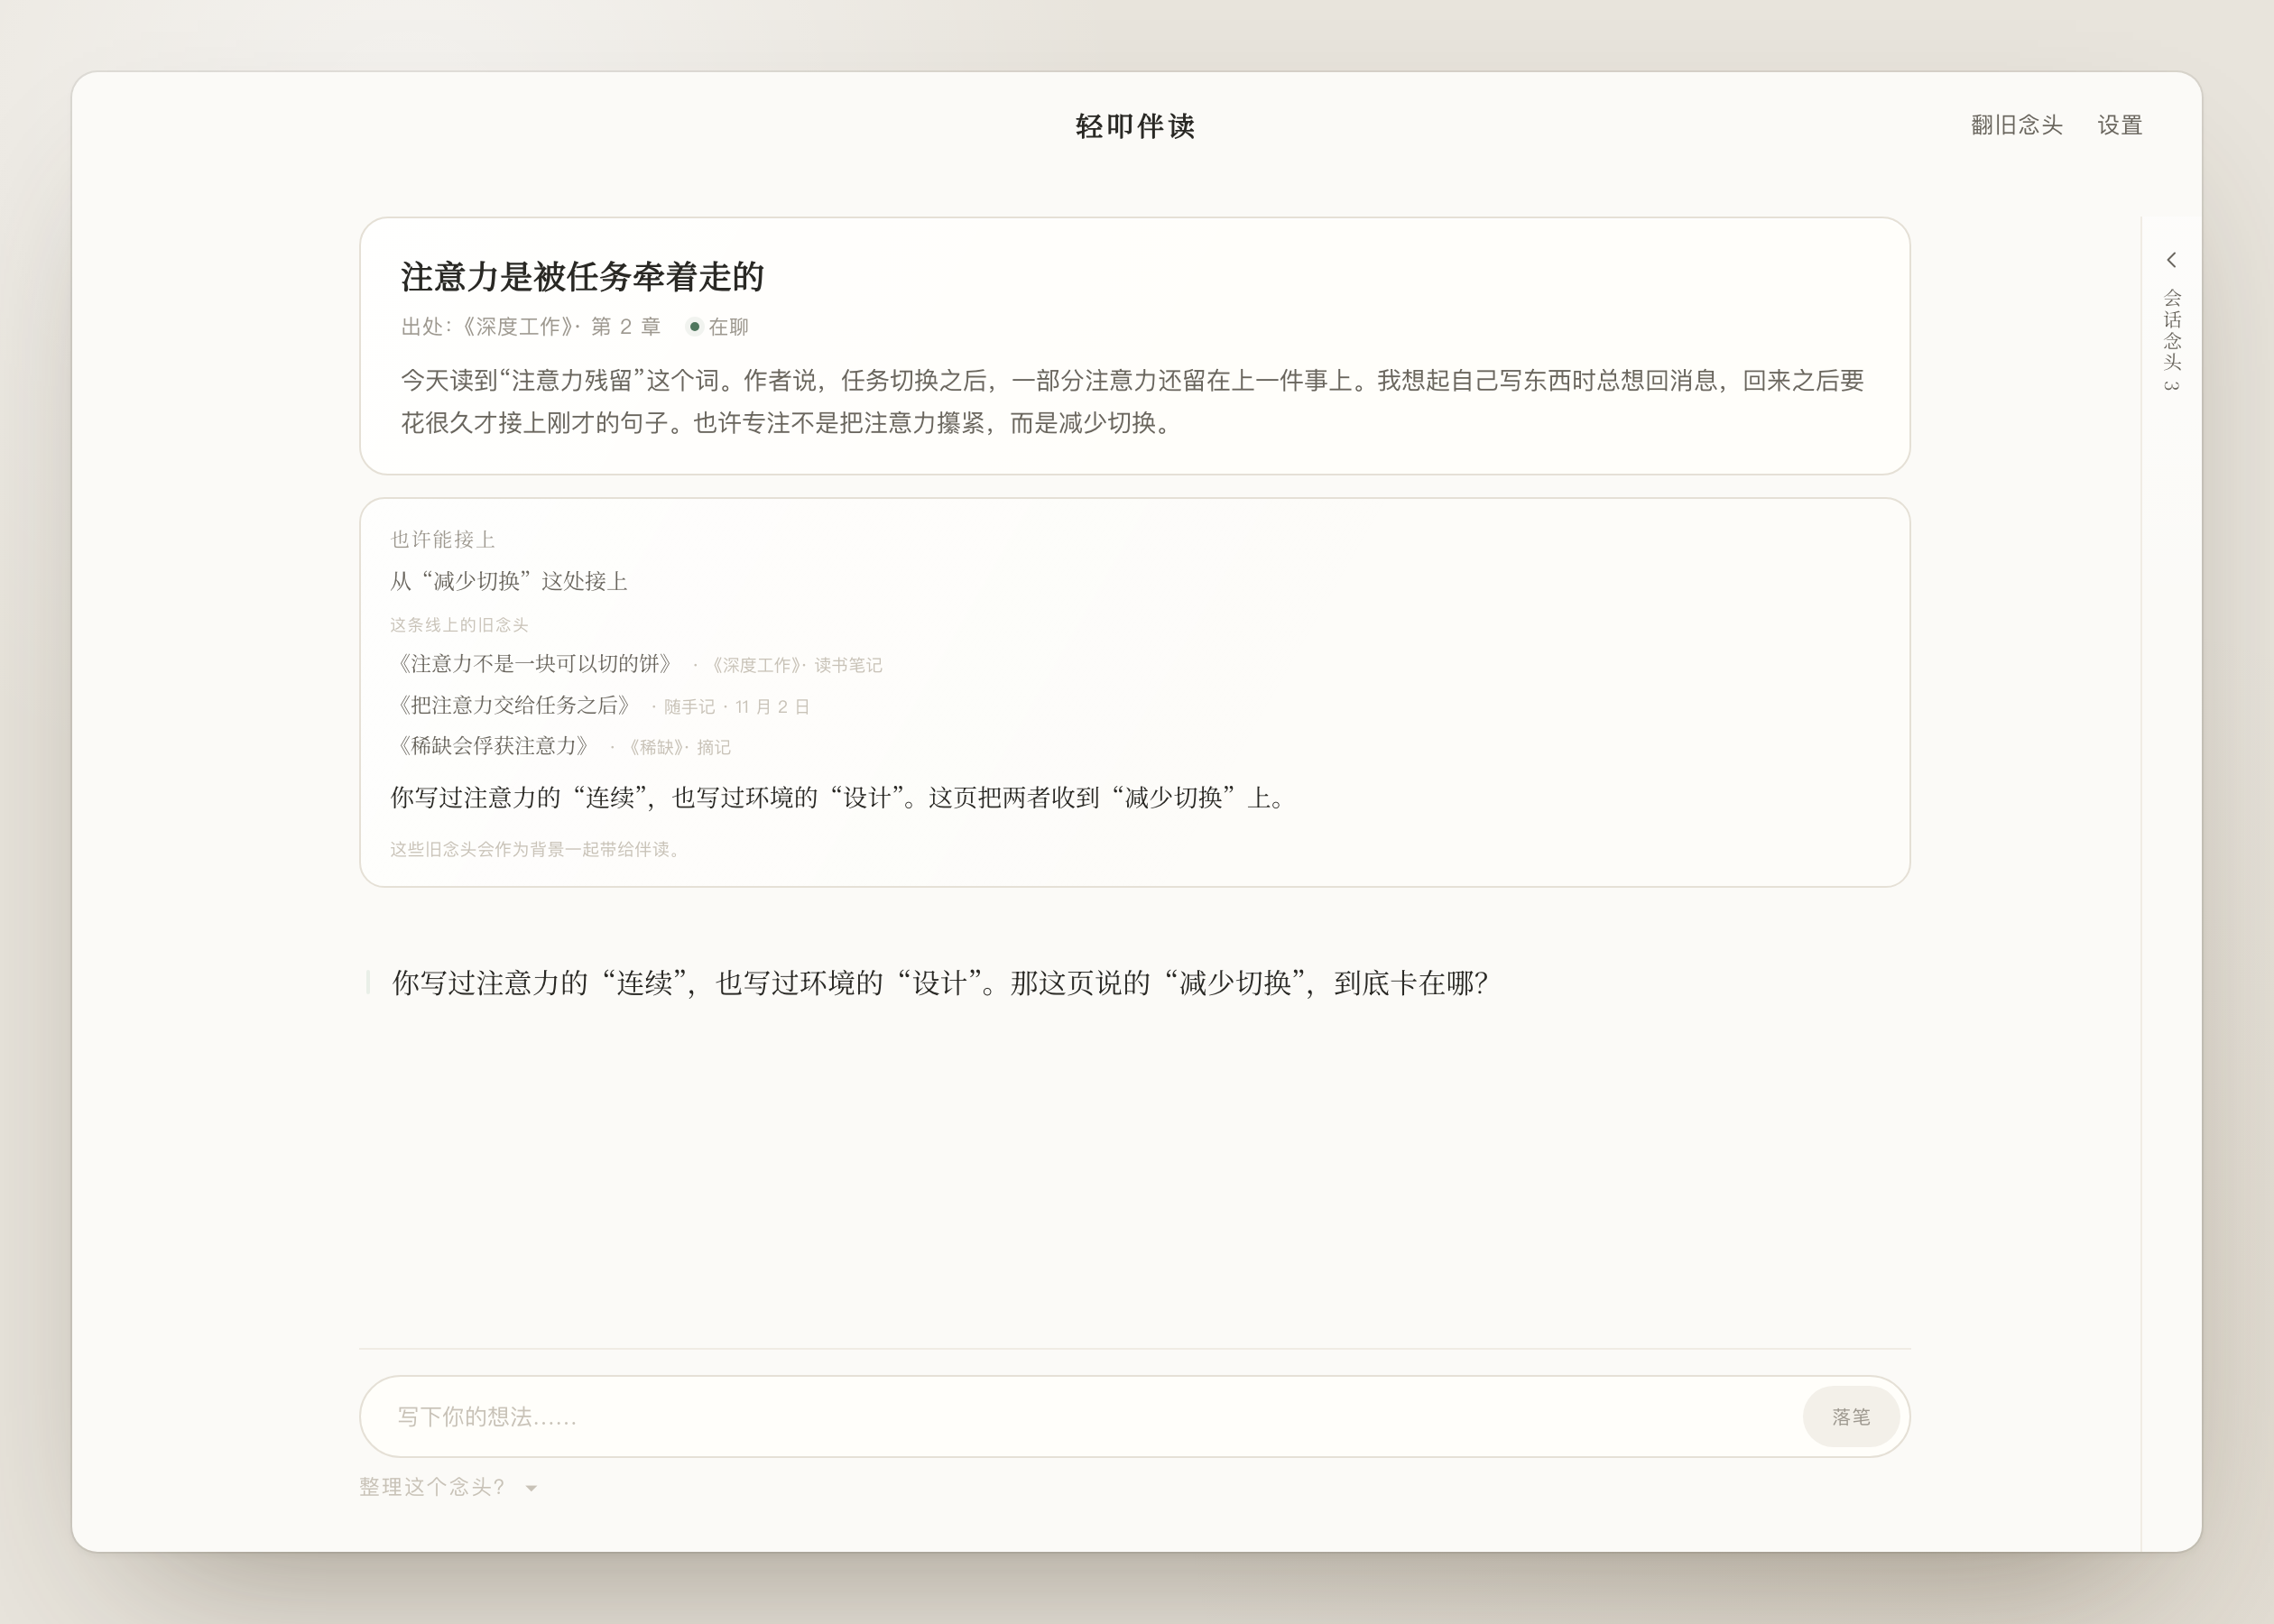 轻叩伴读
翻旧念头 设置
注意力是被任务牵着走的
出处：《深度工作》· 第 2 章 在聊
今天读到“注意力残留”这个词。作者说，任务切换之后，一部分注意力还留在上一件事上。我想起自己写东西时总想回消息，回来之后要
花很久才接上刚才的句子。也许专注不是把注意力攥紧，而是减少切换。
会话念头 3
也许能接上
从“减少切换”这处接上
这条线上的旧念头
《注意力不是一块可以切的饼》 · 《深度工作》· 读书笔记
《把注意力交给任务之后》 · 随手记 · 11 月 2 日
《稀缺会俘获注意力》 · 《稀缺》· 摘记
你写过注意力的“连续”，也写过环境的“设计”。这页把两者收到“减少切换”上。
这些旧念头会作为背景一起带给伴读。
你写过注意力的“连续”，也写过环境的“设计”。那这页说的“减少切换”，到底卡在哪？
写下你的想法……
落笔
整理这个念头？